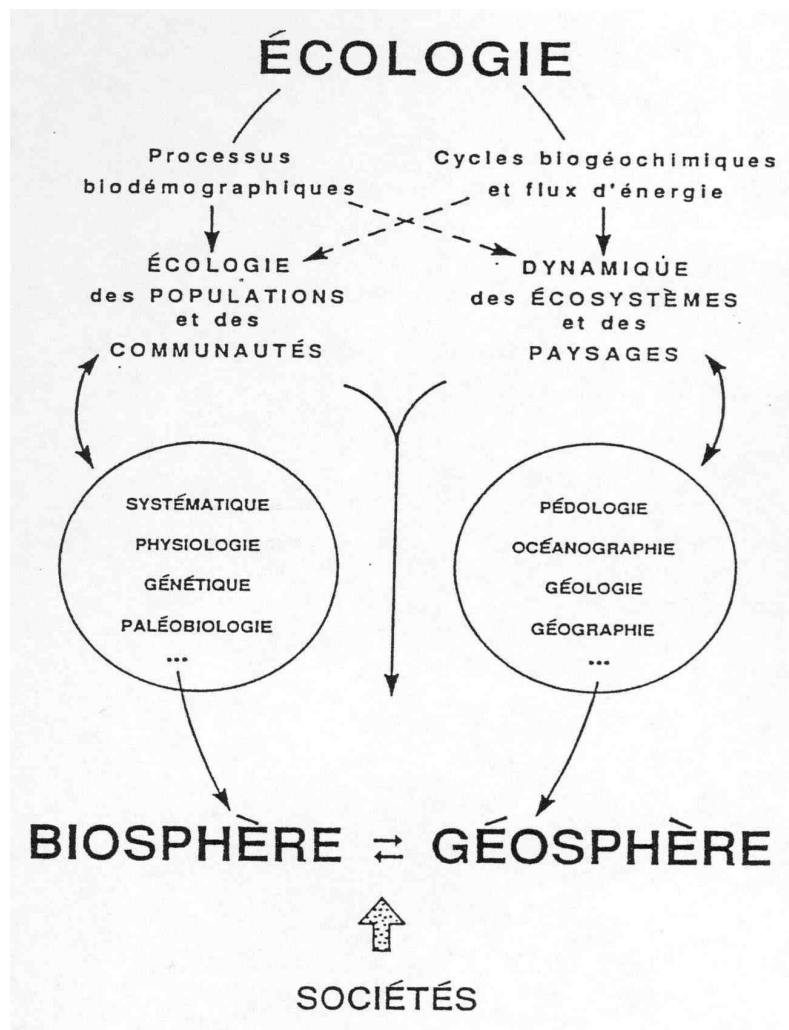 ÉCOLOGIE
Processus
biodémographiques
Cycles biogéochimiques
et flux d'énergie
ÉCOLOGIE
des POPULATIONS
et des
COMMUNAUTÉS
DYNAMIQUE
des ÉCOSYSTÈMES
et des
PAYSAGES
SYSTÉMATIQUE
PHYSIOLOGIE
GÉNÉTIQUE
PALÉOBIOLOGIE
...
PÉDOLOGIE
OCÉANOGRAPHIE
GÉOLOGIE
GÉOGRAPHIE
...
BIOSPHÈRE ⇄ GÉOSPHÈRE
SOCIÉTÉS